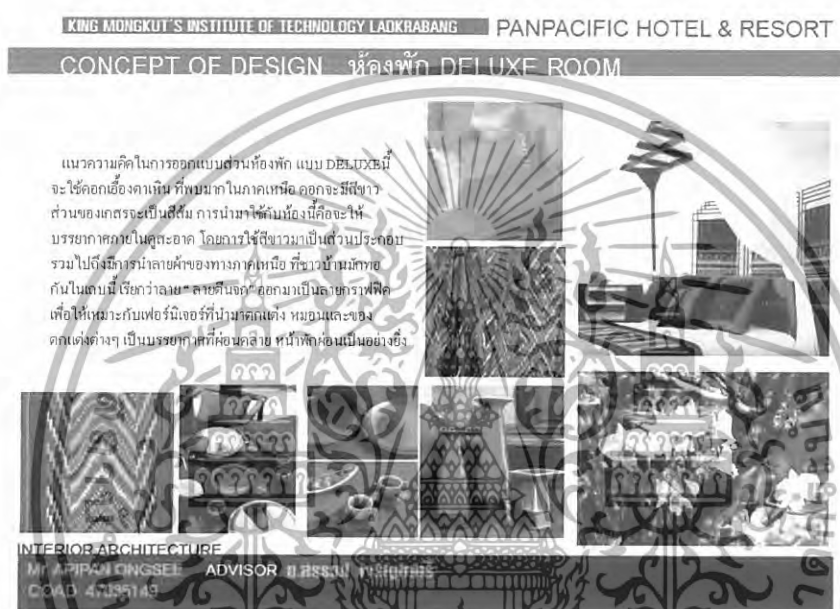 KING MONGKUT'S INSTITUTE OF TECHNOLOGY LADKRABANG
PANPACIFIC HOTEL & RESORT
CONCEPT OF DESIGN ห้องพัก DELUXE ROOM
แนวความคิดในการออกแบบส่วนห้องพัก แบบ DELUXEนี้
จะใช้ดอกเอื้องตาเหิน ที่พบมากในภาคเหนือ ดอกจะมีสีขาว
ส่วนของเกสรจะเป็นสีส้ม การนำมาใช้กับห้องนี้คือจะให้
บรรยากาศภายในดูสะอาด โดยการใช้สีขาวมาเป็นส่วนประกอบ
รวมไปถึงมีการนำลายผ้าของทางภาคเหนือ ที่ชาวบ้านมักทอ
กันในแถบนี้ เรียกว่าลาย " ลายตีนจก" ออกมาเป็นลายกราฟฟิค
เพื่อให้เหมาะกับเฟอร์นิเจอร์ที่นำมาตกแต่ง หมอนและของ
ตกแต่งต่างๆ เป็นบรรยากาศที่ผ่อนคลาย หน้าพักผ่อนเป็นอย่างยิ่ง
INTERIOR ARCHITECTURE
Mr. APIPAN ONGSEE ADVISOR
COAD 47035149